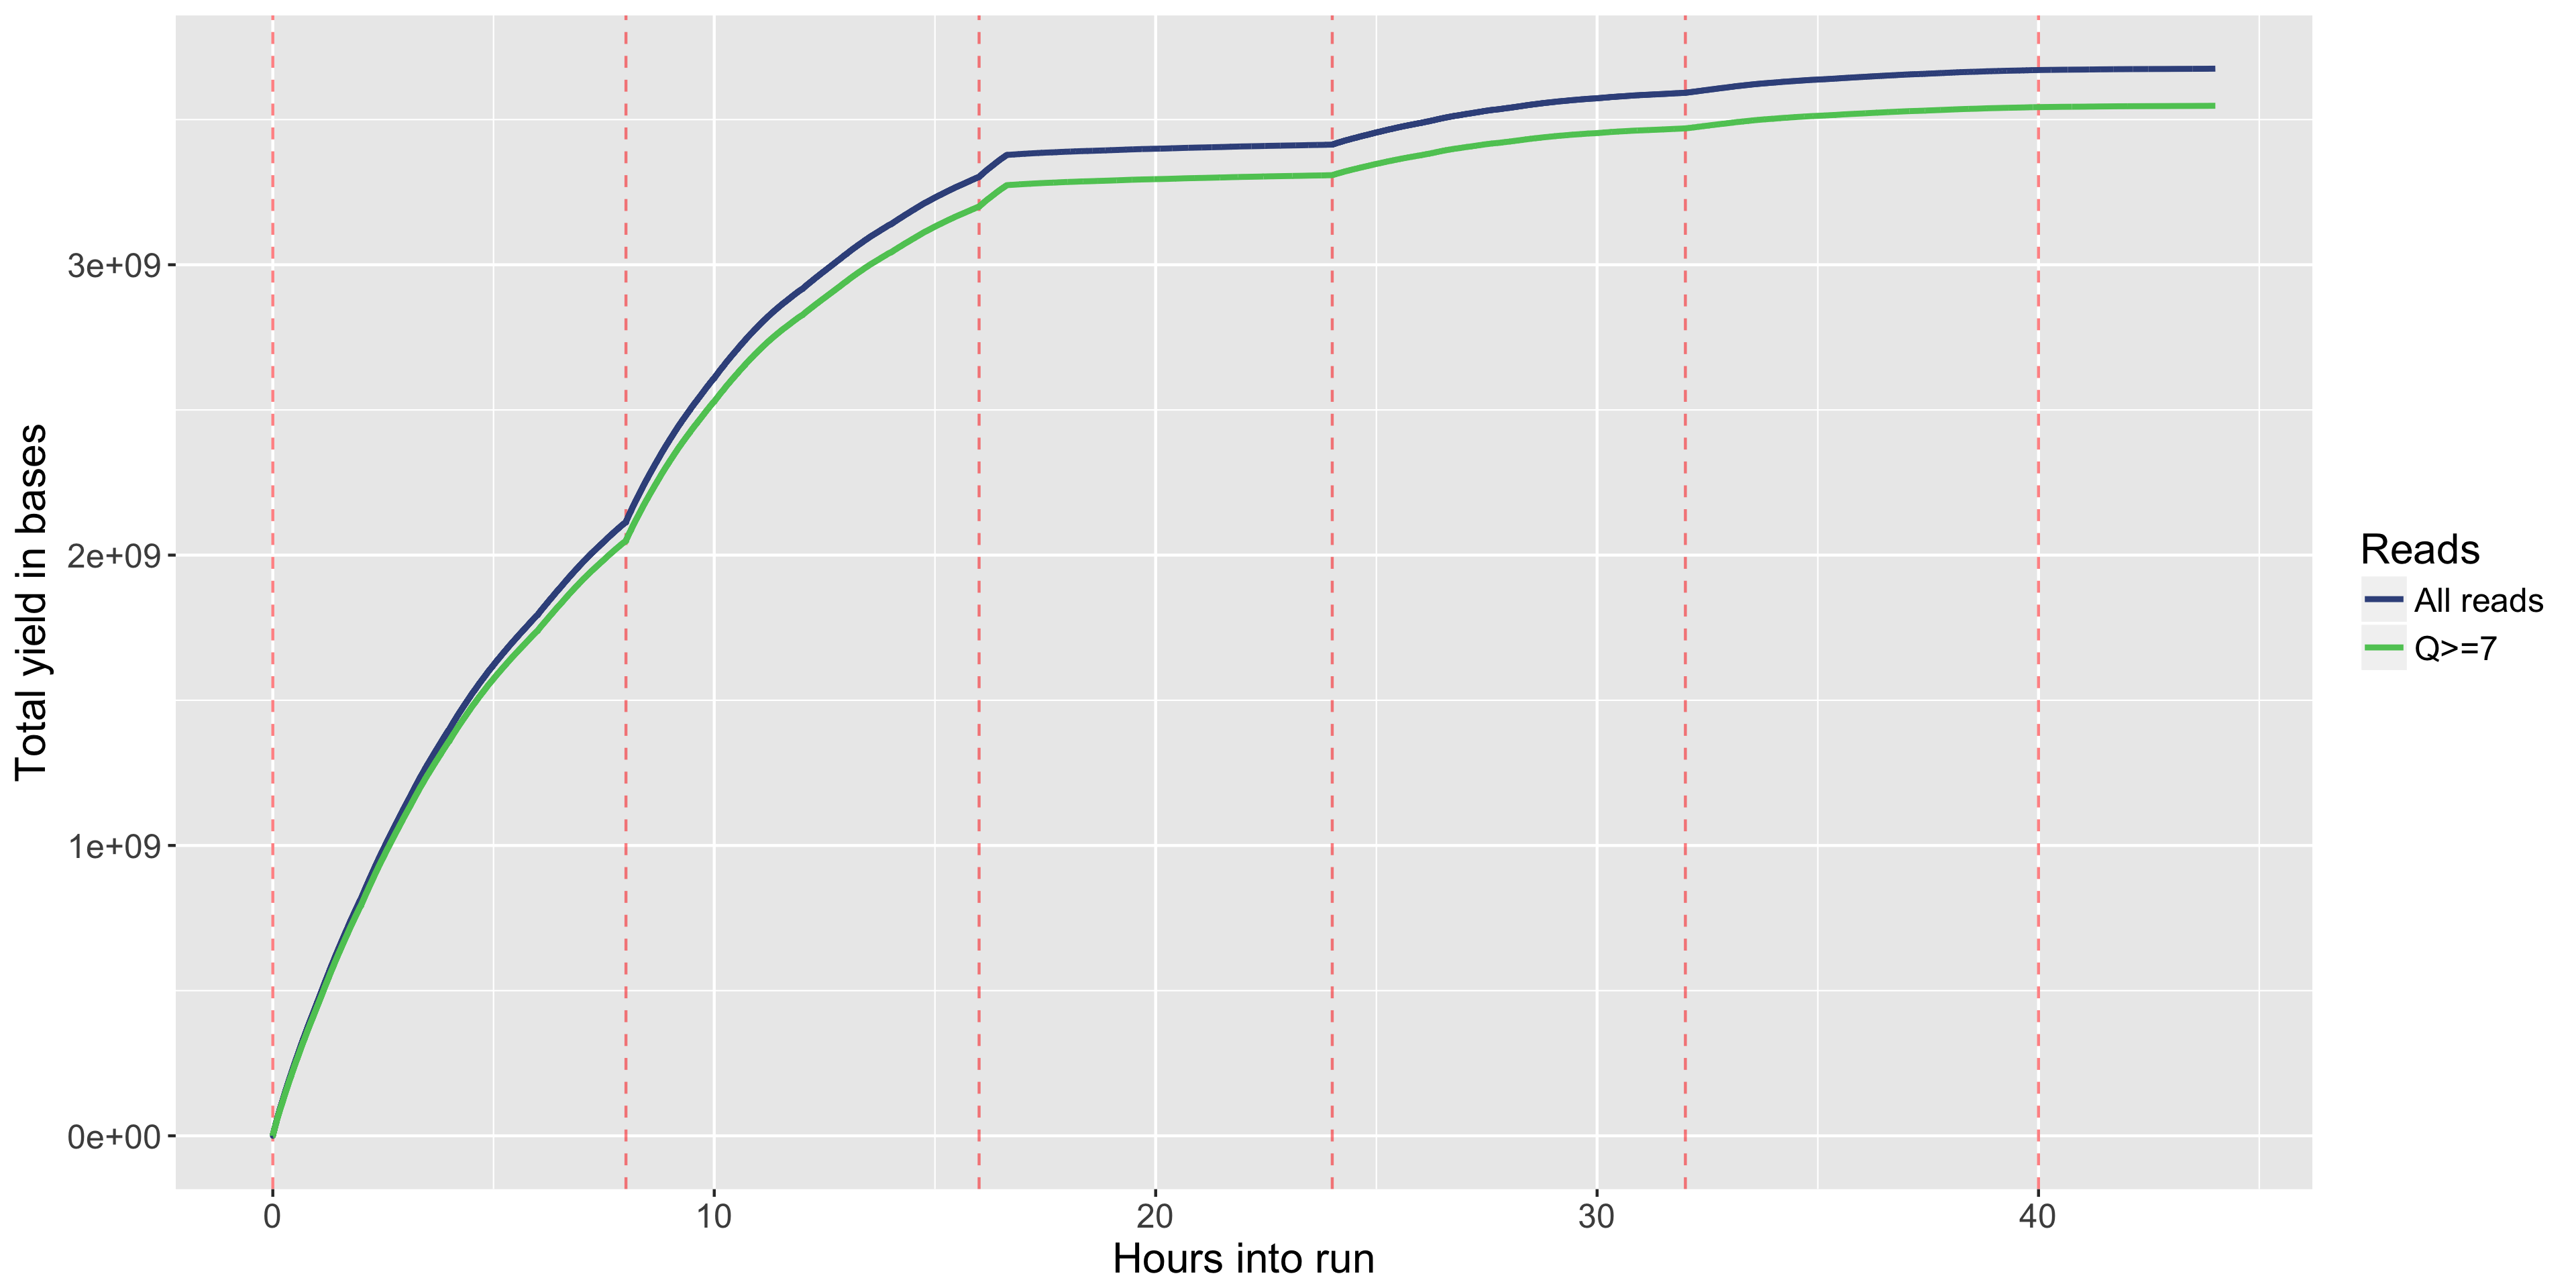 Total yield in bases
3e+09
2e+09
1e+09
0e+00
0 10 20 30 40
Hours into run
Reads
All reads
Q>=7